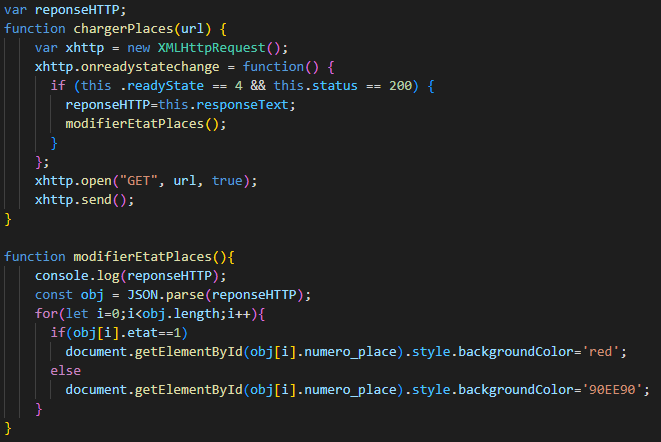 var reponseHTTP;
function chargerPlaces(url) {
    var xhttp = new XMLHttpRequest();
    xhttp.onreadystatechange = function() {
      if (this .readyState == 4 && this.status == 200) {
        reponseHTTP=this.responseText;
        modifierEtatPlaces();
      }
    };
    xhttp.open("GET", url, true);
    xhttp.send();
}

function modifierEtatPlaces(){
    console.log(reponseHTTP);
    const obj = JSON.parse(reponseHTTP);
    for(let i=0;i<obj.length;i++){
      if(obj[i].etat==1)
        document.getElementById(obj[i].numero_place).style.backgroundColor='red';
      else
        document.getElementById(obj[i].numero_place).style.backgroundColor='90EE90';
    }
}